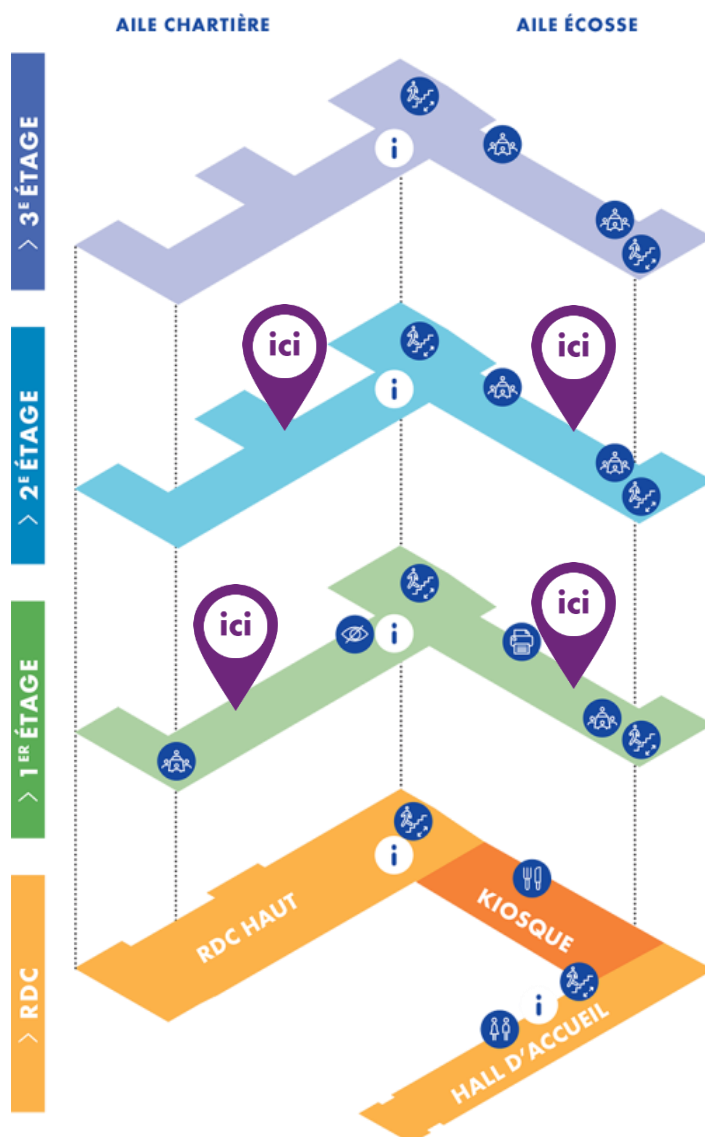 AILE CHARTIÈRE
AILE ÉCOSSE
> 3E ÉTAGE
i
> 2E ÉTAGE
ici
ici
i
> 1ER ÉTAGE
ici
ici
i
> RDC
i
RDC HAUT
KIOSQUE
i
HALL D'ACCUEIL